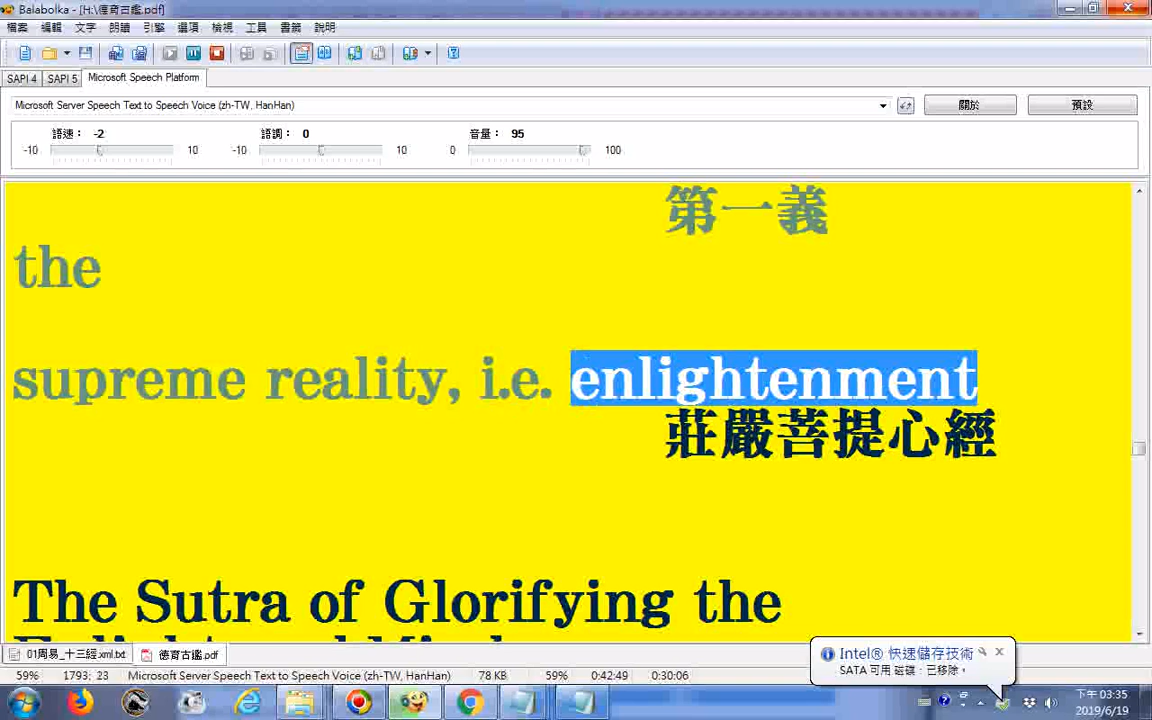 Balabolka - [H:\德育古鑑.pdf]
檔案 編輯 文字 朗讀 引擎 選項 檢視 工具 書籤 說明
SAPI 4 SAPI 5 Microsoft Speech Platform
Microsoft Server Speech Text to Speech Voice (zh-TW, HanHan) 關於 預設
語速： -2 語調： 0 音量： 95
-10 10 -10 10 0 100
第一義
the
supreme reality, i.e. enlightenment
莊嚴菩提心經
The Sutra of Glorifying the
Enlightened Mind
01周易_十三經.xml.txt 德育古鑑.pdf
Intel® 快速儲存技術
SATA 可用 磁碟：已移除。
59% 1793; 23 Microsoft Server Speech Text to Speech Voice (zh-TW, HanHan) 78 KB 59% 0:42:49 0:30:06
下午 03:35
2019/6/19